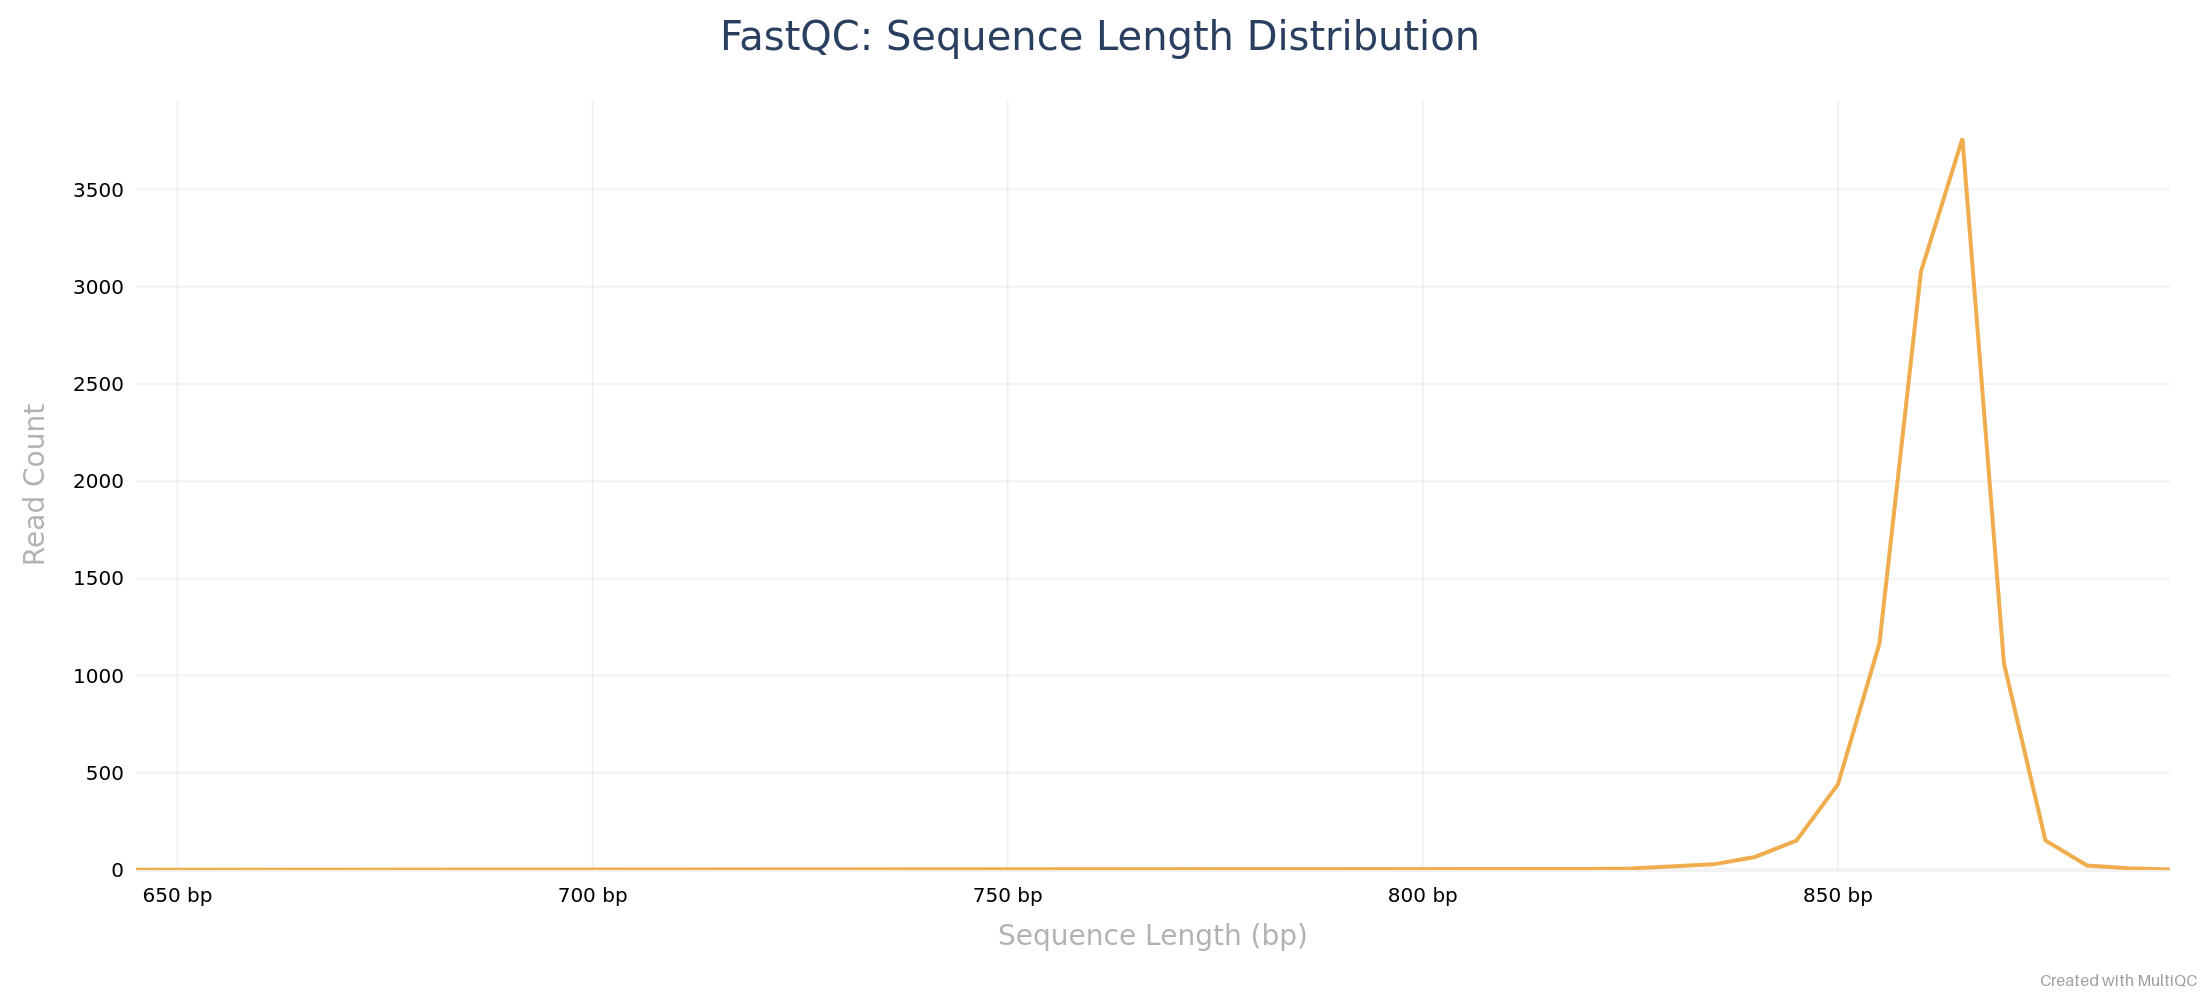 FastQC: Sequence Length Distribution
3500
3000
2500
2000
1500
1000
500
0
Read Count
650 bp
700 bp
750 bp
800 bp
850 bp
Sequence Length (bp)
Created with MultiQC